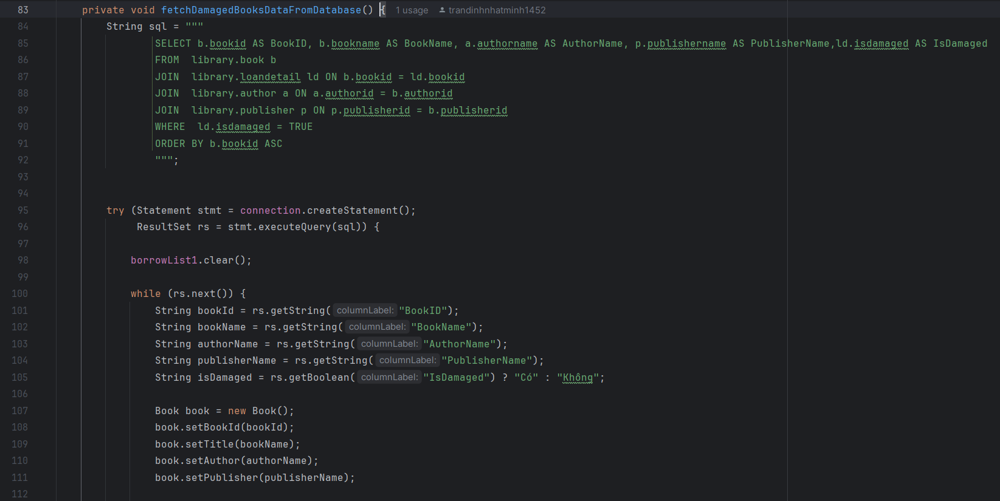 83 private void fetchDamagedBooksDataFromDatabase() { 1 usage trandinhnhatminh1452
84 String sql = """
85 SELECT b.bookid AS BookID, b.bookname AS BookName, a.authorname AS AuthorName, p.publishername AS PublisherName,ld.isdamaged AS IsDamaged
86 FROM  library.book b
87 JOIN  library.loandetail ld ON b.bookid = ld.bookid
88 JOIN  library.author a ON a.authorid = b.authorid
89 JOIN  library.publisher p ON p.publisherid = b.publisherid
90 WHERE  ld.isdamaged = TRUE
91 ORDER BY b.bookid ASC
92 """;
93
94
95 try (Statement stmt = connection.createStatement();
96 ResultSet rs = stmt.executeQuery(sql)) {
97
98 borrowList1.clear();
99
100 while (rs.next()) {
101 String bookId = rs.getString( columnLabel: "BookID");
102 String bookName = rs.getString( columnLabel: "BookName");
103 String authorName = rs.getString( columnLabel: "AuthorName");
104 String publisherName = rs.getString( columnLabel: "PublisherName");
105 String isDamaged = rs.getBoolean( columnLabel: "IsDamaged") ? "Có" : "Không";
106
107 Book book = new Book();
108 book.setBookId(bookId);
109 book.setTitle(bookName);
110 book.setAuthor(authorName);
111 book.setPublisher(publisherName);
112